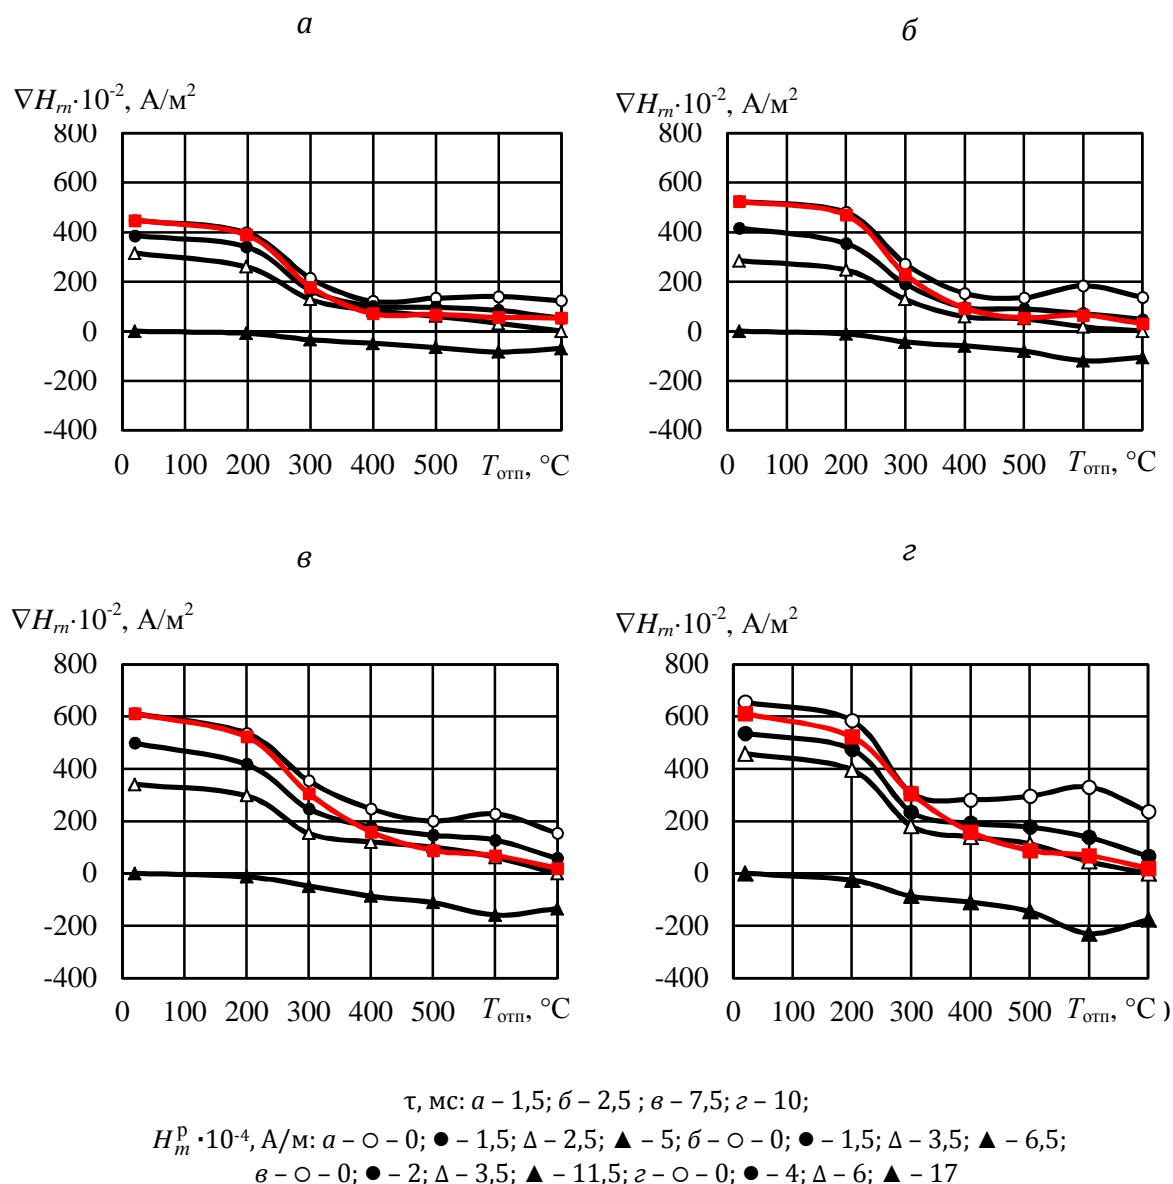 а
б
∇Hrn·10-2, А/м2
∇Hrn·10-2, А/м2
800
600
400
200
0
-200
-400
0 100 200 300 400 500 Tотп, °С
800
600
400
200
0
-200
-400
0 100 200 300 400 500 Tотп, °С
в
г
∇Hrn·10-2, А/м2
∇Hrn·10-2, А/м2
800
600
400
200
0
-200
-400
0 100 200 300 400 500 Tотп, °С
800
600
400
200
0
-200
-400
0 100 200 300 400 500 Tотп, °С )
τ, мс: а – 1,5; б – 2,5 ; в – 7,5; г – 10;
Hmр ·10-4, А/м: а – ○ – 0; ● – 1,5; Δ – 2,5; ▲ – 5; б – ○ – 0; ● – 1,5; Δ – 3,5; ▲ – 6,5;
в – ○ – 0; ● – 2; Δ – 3,5; ▲ – 11,5; г – ○ – 0; ● – 4; Δ – 6; ▲ – 17